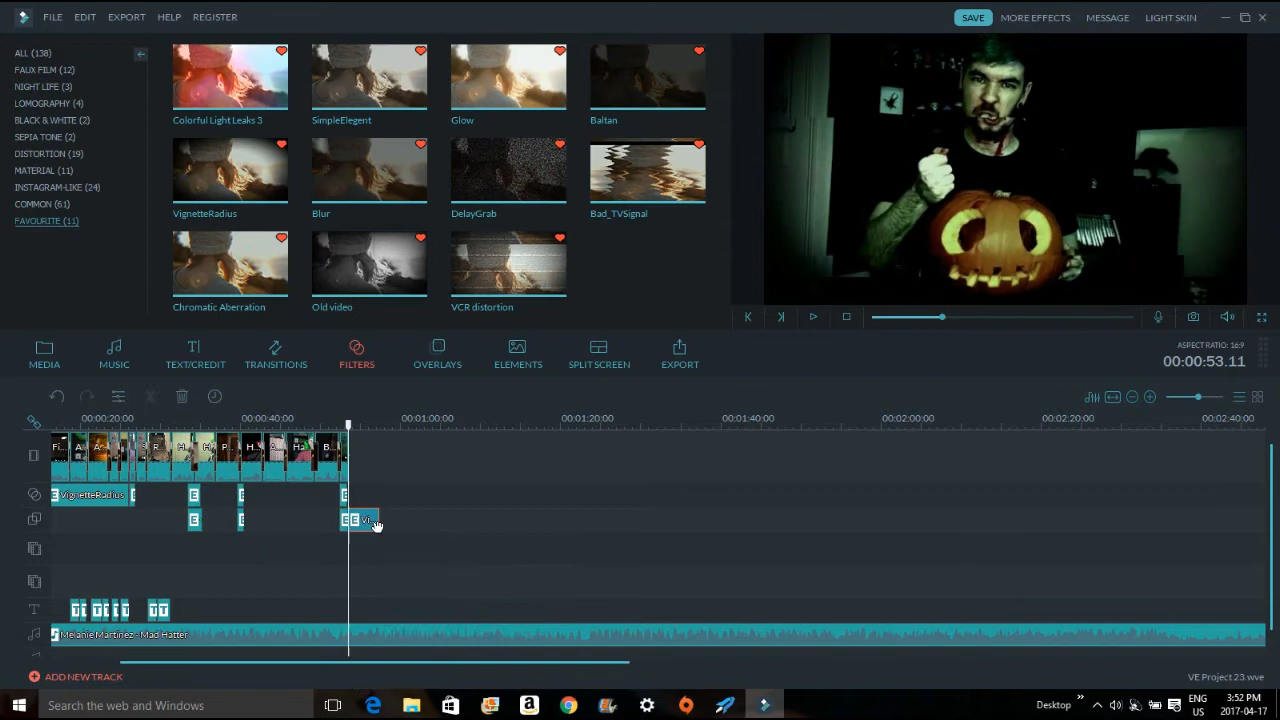 FILE EDIT EXPORT HELP REGISTER
SAVE MORE EFFECTS MESSAGE LIGHT SKIN
ALL (138)
FAUX FILM (12)
NIGHT LIFE (3)
LOMOGRAPHY (4)
BLACK & WHITE (2)
SEPIA TONE (2)
DISTORTION (19)
MATERIAL (11)
INSTAGRAM-LIKE (24)
COMMON (61)
FAVOURITE (11)
Colorful Light Leaks 3 SimpleElegent Glow Baltan
VignetteRadius Blur DelayGrab Bad_TVSignal
Chromatic Aberration Old video VCR distortion
MEDIA MUSIC TEXT/CREDIT TRANSITIONS FILTERS OVERLAYS ELEMENTS SPLIT SCREEN EXPORT
ASPECT RATIO: 16:9
00:00:53.11
00:00:20:00 00:00:40:00 00:01:00:00 00:01:20:00 00:01:40:00 00:02:00:00 00:02:20:00 00:02:40:00
Fi... A... A... R... H... H... P... H... A... Ha B...
E VignetteRadius E E E E
E E E E Vi...
T T T T T T T T
Melanie Martinez - Mad Hatter
ADD NEW TRACK
VE Project 23.wve
Search the web and Windows
Desktop
ENG
US
3:52 PM
2017-04-17